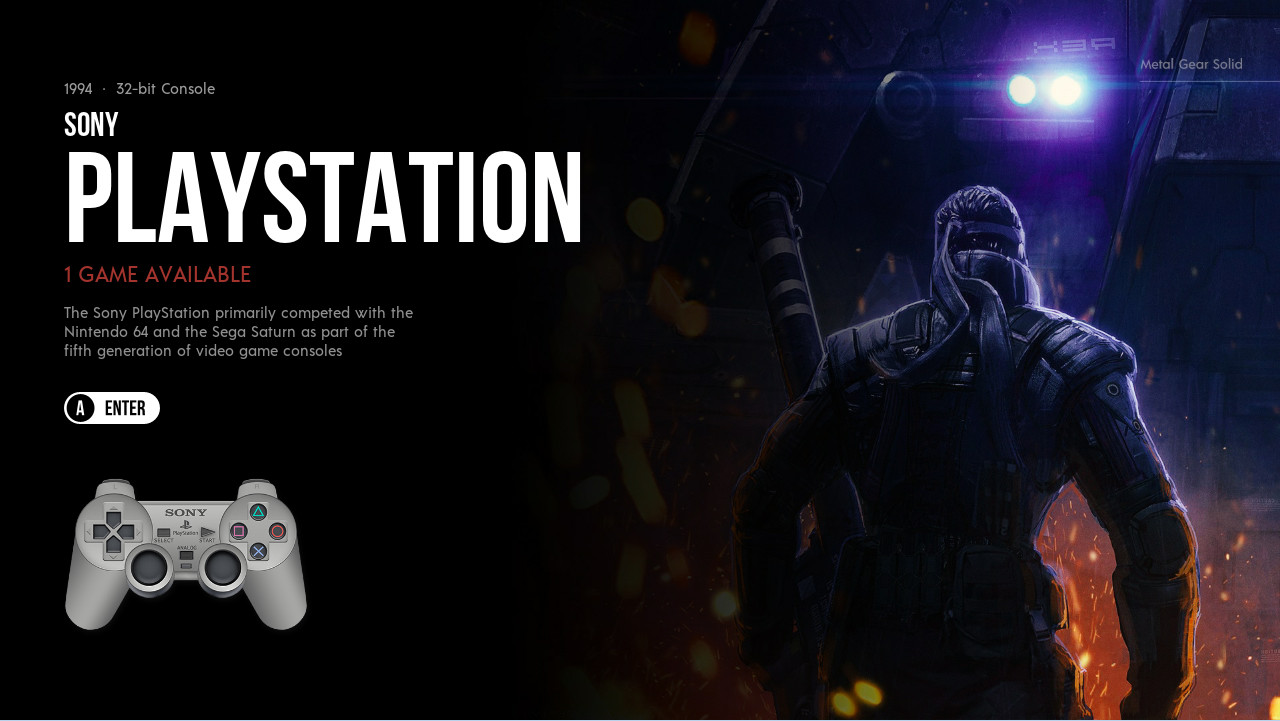 1994 · 32-bit Console
SONY
PLAYSTATION
1 GAME AVAILABLE
The Sony PlayStation primarily competed with the
Nintendo 64 and the Sega Saturn as part of the
fifth generation of video game consoles
A ENTER
Metal Gear Solid
L
R
SONY
PlayStation
SELECT
START
ANALOG